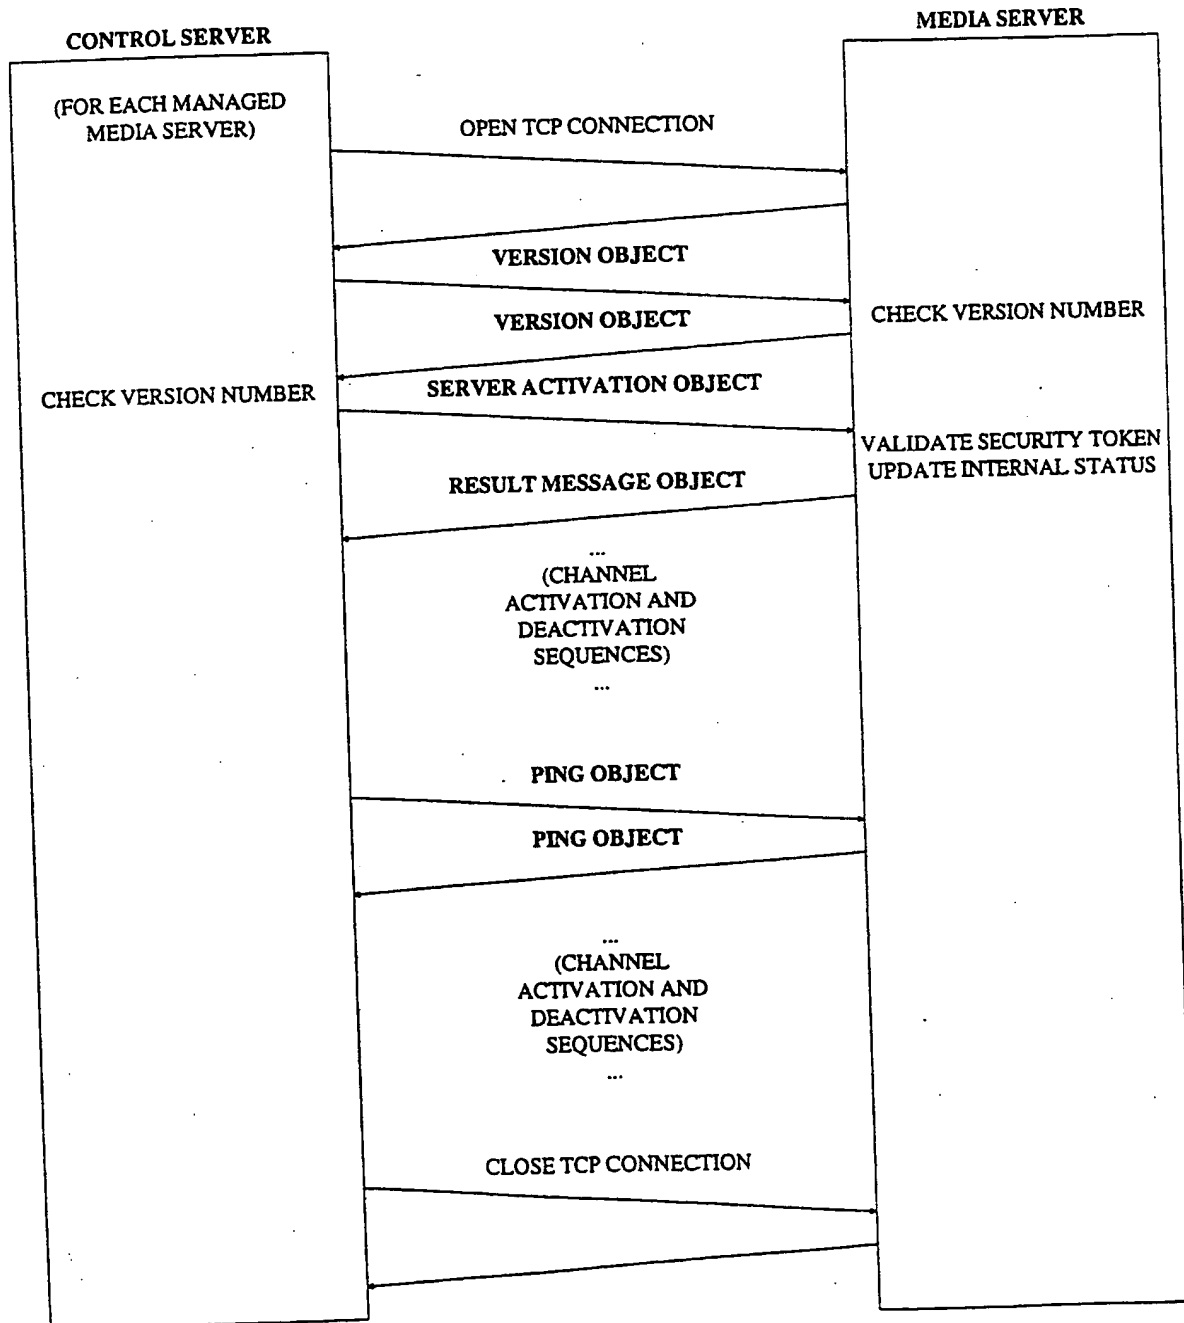 CONTROL SERVER
MEDIA SERVER
(FOR EACH MANAGED
MEDIA SERVER)
OPEN TCP CONNECTION
VERSION OBJECT
VERSION OBJECT
CHECK VERSION NUMBER
CHECK VERSION NUMBER
SERVER ACTIVATION OBJECT
VALIDATE SECURITY TOKEN
UPDATE INTERNAL STATUS
RESULT MESSAGE OBJECT
...
(CHANNEL
ACTIVATION AND
DEACTIVATION
SEQUENCES)
...
PING OBJECT
PING OBJECT
...
(CHANNEL
ACTIVATION AND
DEACTIVATION
SEQUENCES)
...
CLOSE TCP CONNECTION